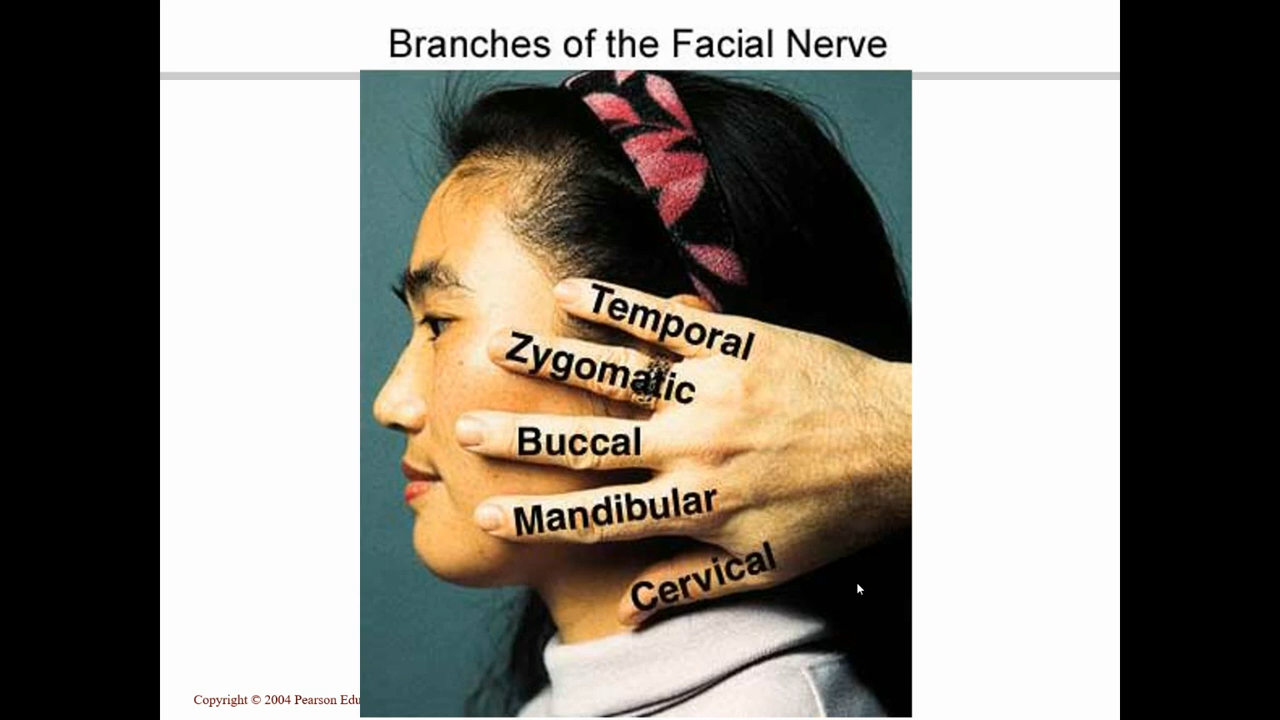 Branches of the Facial Nerve
Temporal
Zygomatic
Buccal
Mandibular
Cervical
Copyright © 2004 Pearson Edu